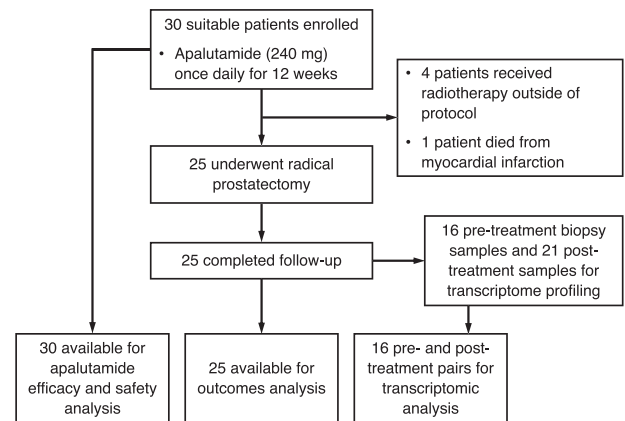 30 suitable patients enrolled
• Apalutamide (240 mg)
once daily for 12 weeks
• 4 patients received
radiotherapy outside of
protocol
• 1 patient died from
myocardial infarction
25 underwent radical
prostatectomy
25 completed follow-up
16 pre-treatment biopsy
samples and 21 post-
treatment samples for
transcriptome profiling
30 available for
apalutamide
efficacy and safety
analysis
25 available for
outcomes analysis
16 pre- and post-
treatment pairs for
transcriptomic
analysis